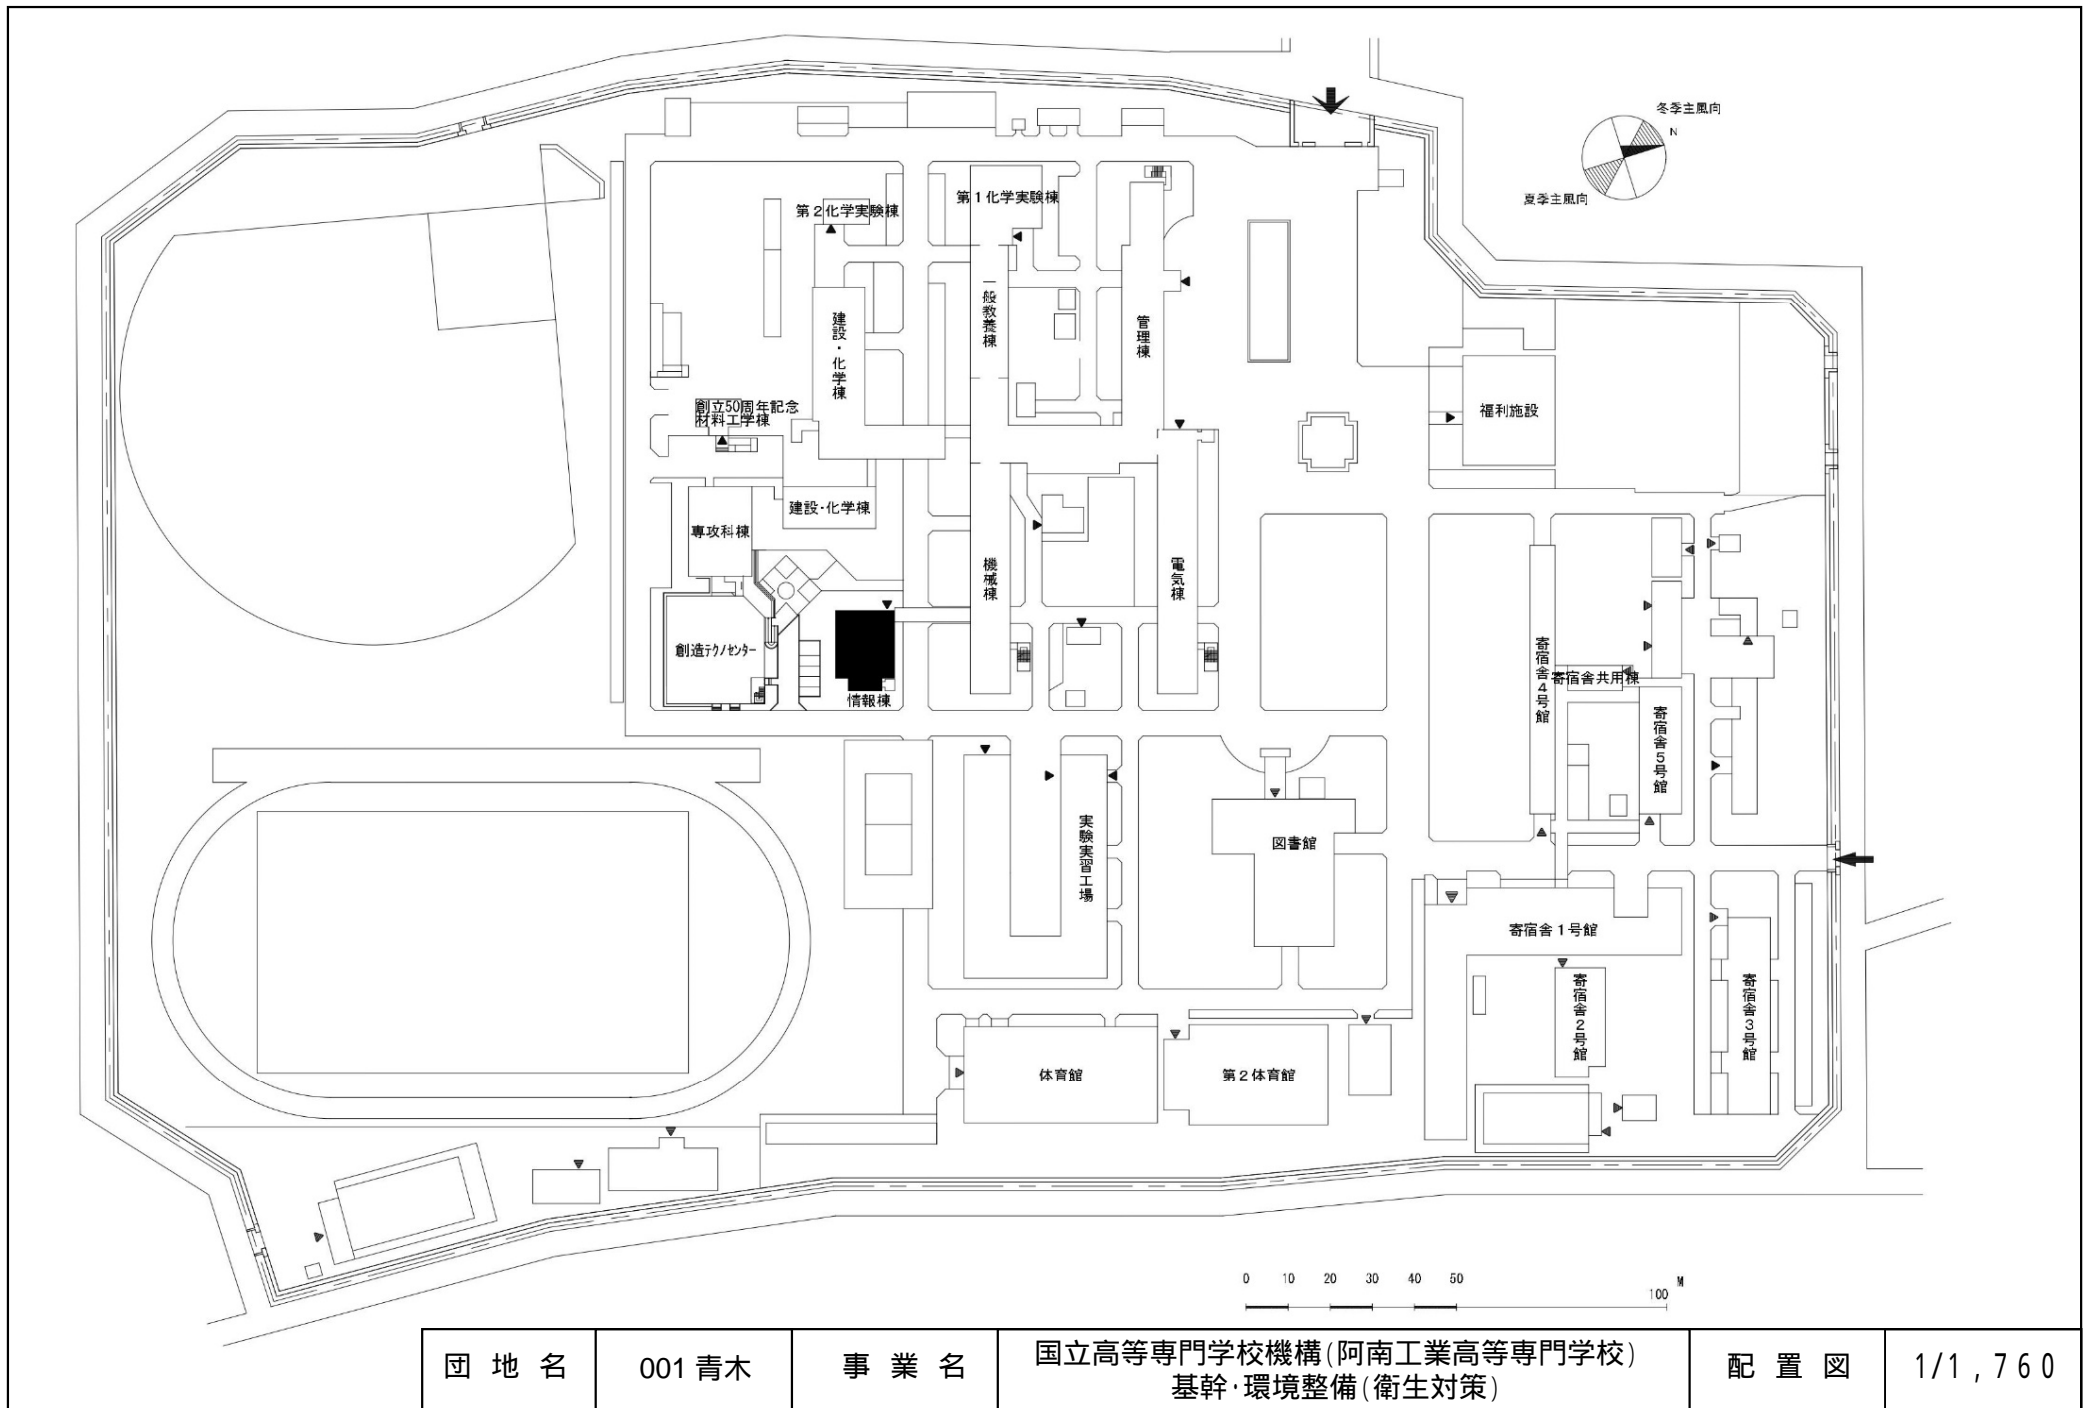 冬季主風向
N
夏季主風向
第2化学実験棟
第1化学実験棟
一般教養棟
建設・化学棟
管理棟
創立50周年記念
材料工学棟
福利施設
建設・化学棟
専攻科棟
機械棟
電気棟
創造テクノセンター
情報棟
寄宿舎4号館
寄宿舎共用棟
寄宿舎5号館
実験実習工場
図書館
寄宿舎1号館
寄宿舎2号館
寄宿舎3号館
体育館
第2体育館
0 10 20 30 40 50 100 M
団地名 001 青木 事業名 国立高等専門学校機構(阿南工業高等専門学校)
基幹・環境整備(衛生対策)
配置図 1/1,760